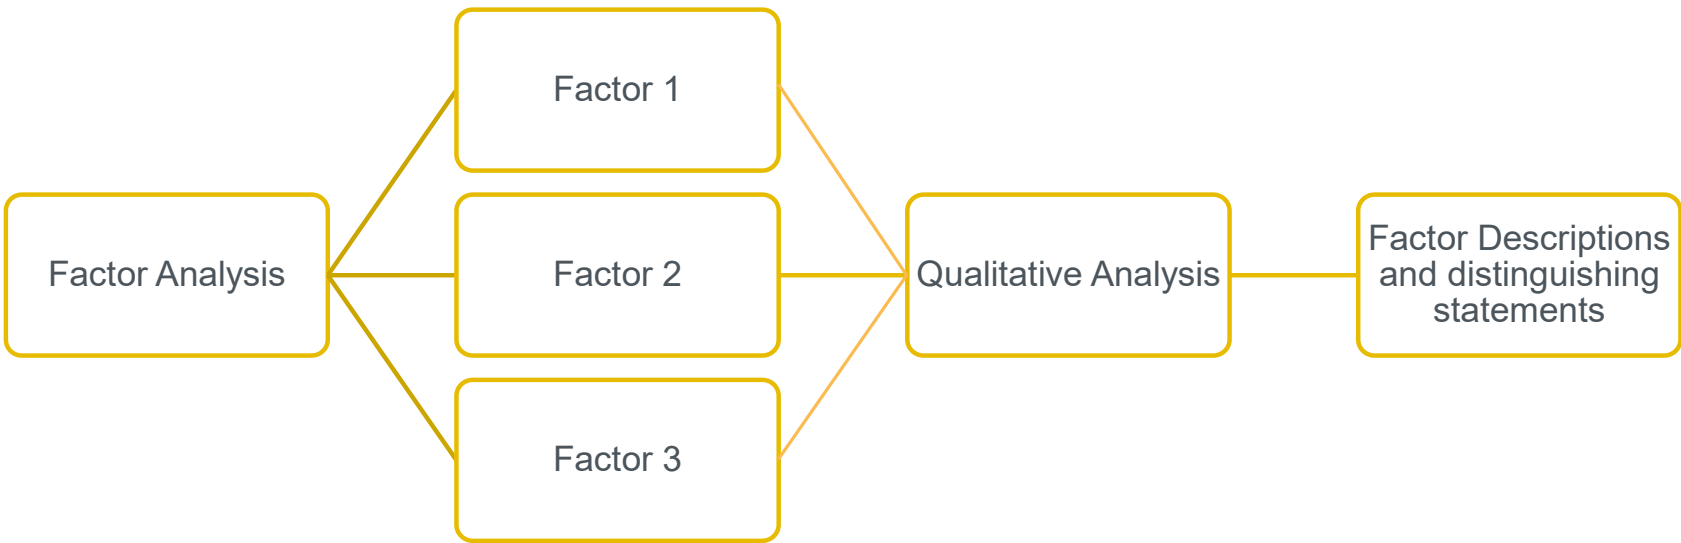 Factor Analysis
Factor 1
Factor 2
Factor 3
Qualitative Analysis
Factor Descriptions
and distinguishing
statements